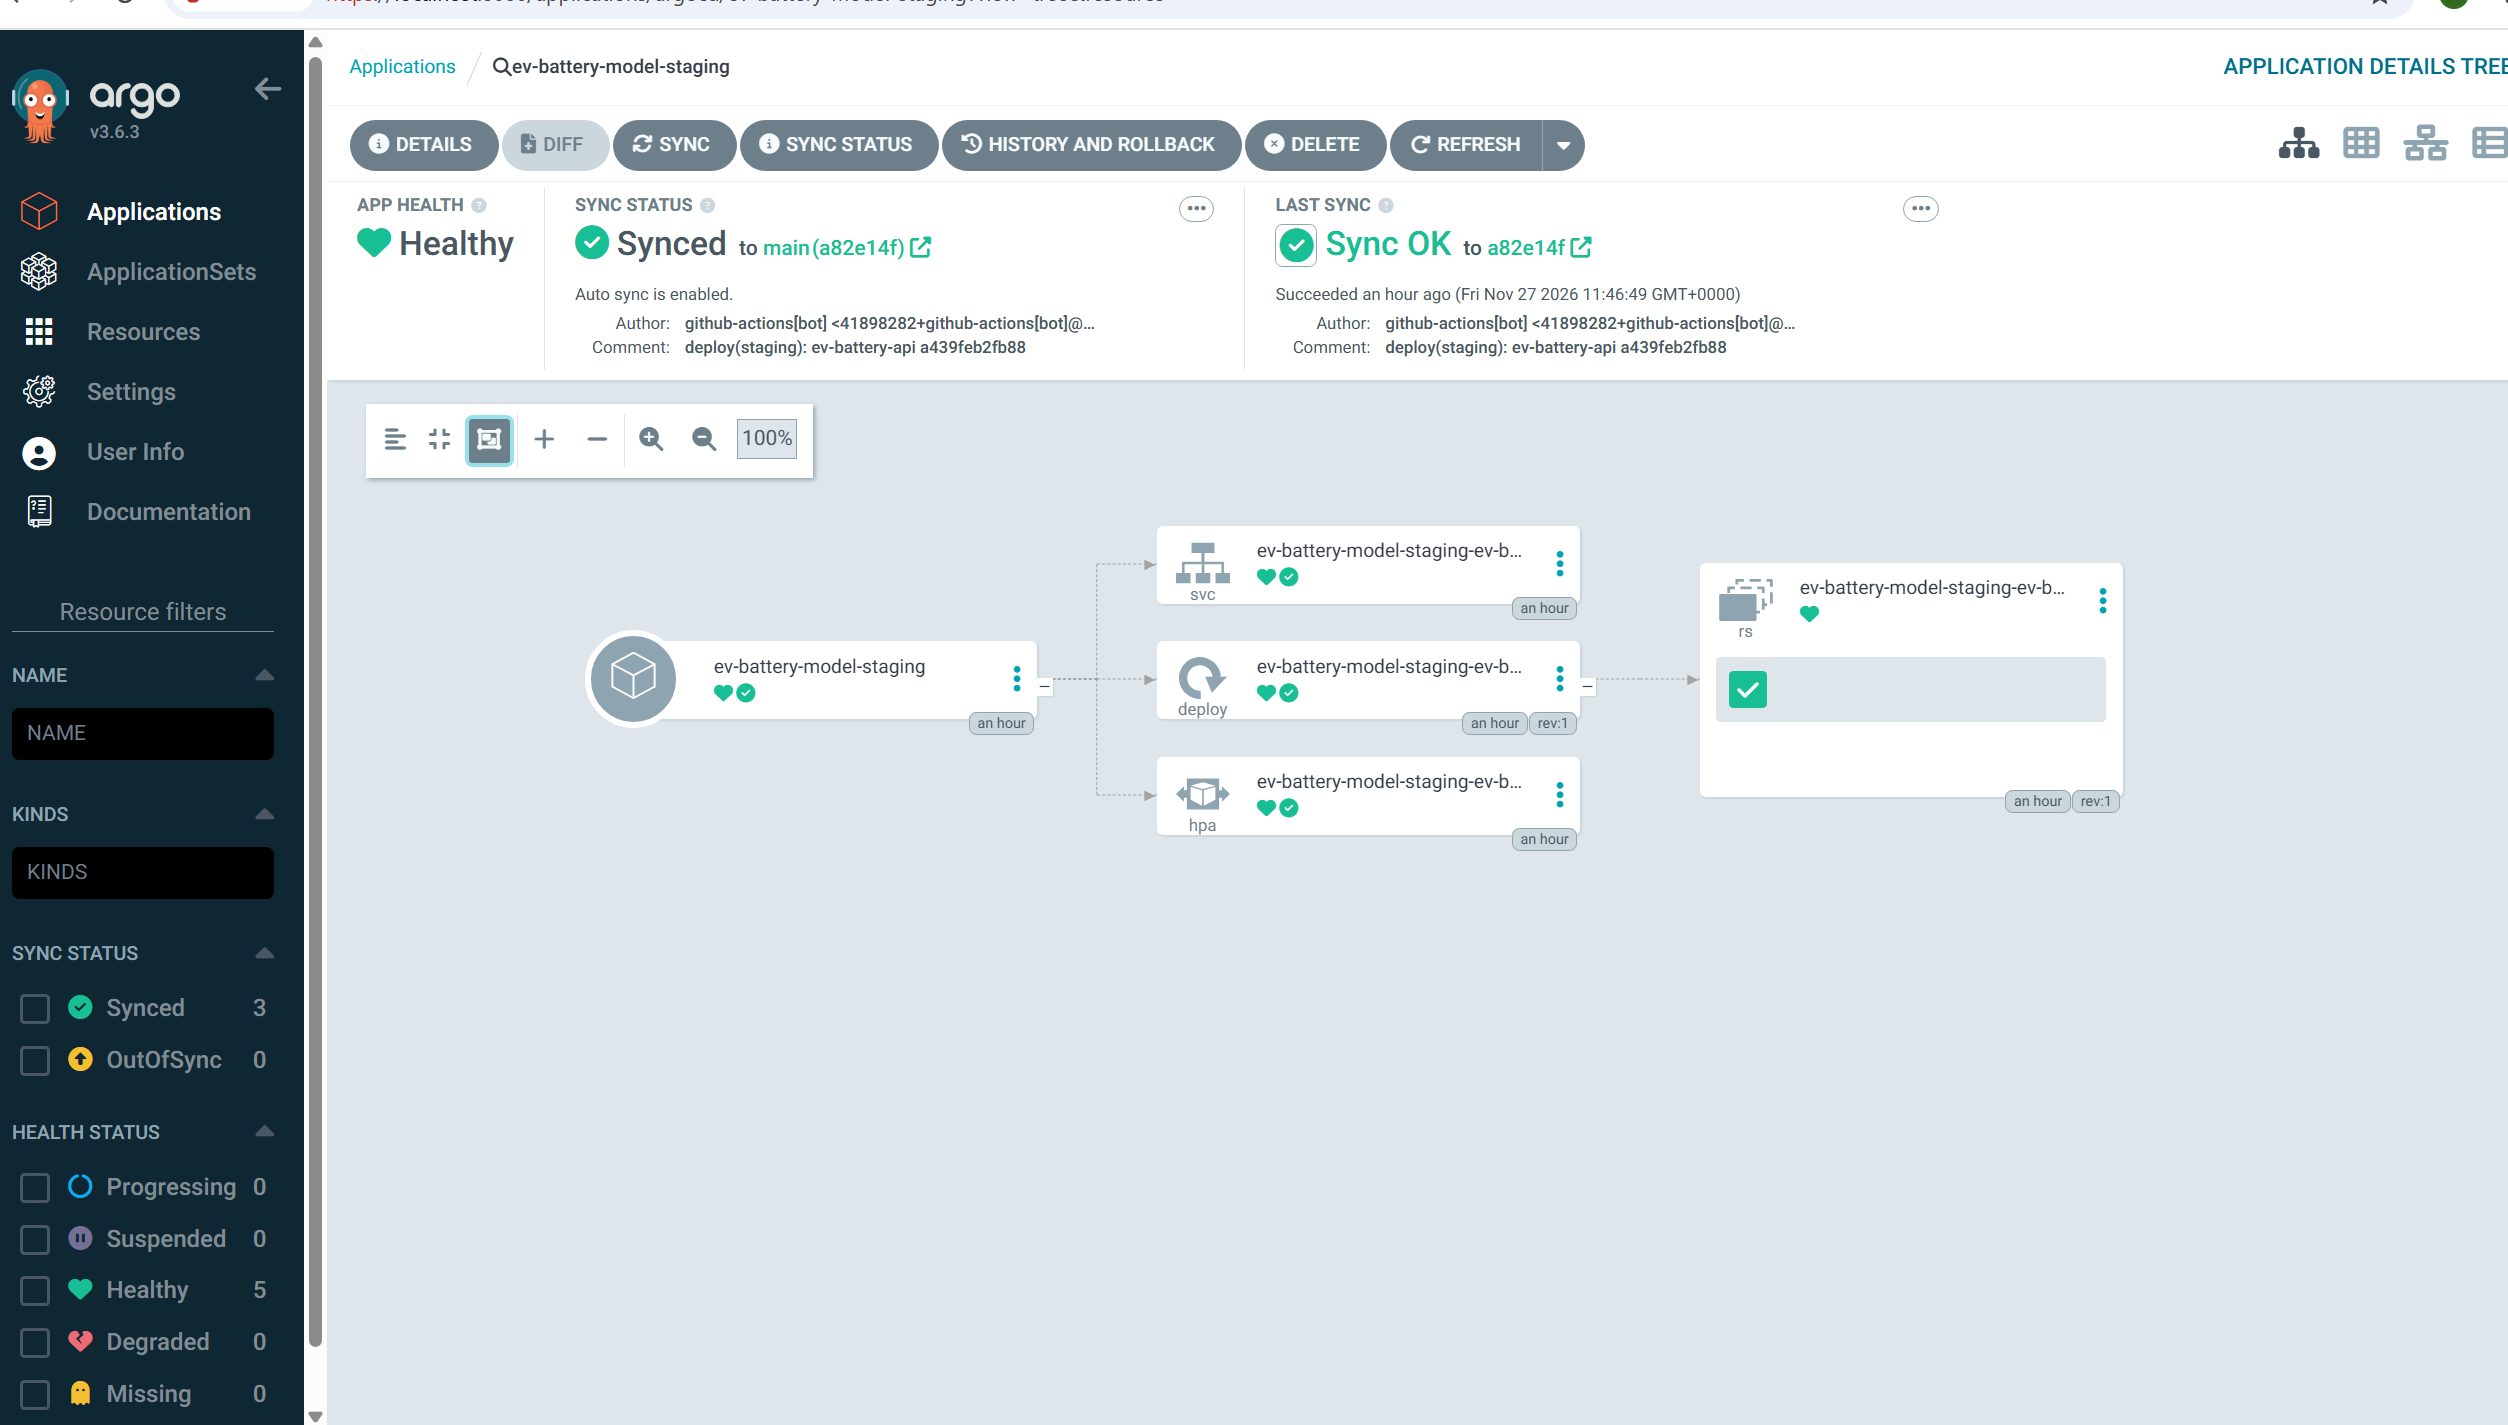 argo
v3.6.3
Applications
ApplicationSets
Resources
Settings
User Info
Documentation
Resource filters
NAME
NAME
KINDS
KINDS
SYNC STATUS
Synced 3
OutOfSync 0
HEALTH STATUS
Progressing 0
Suspended 0
Healthy 5
Degraded 0
Missing 0
Applications / ev-battery-model-staging
APPLICATION DETAILS TREE
DETAILS DIFF SYNC SYNC STATUS HISTORY AND ROLLBACK DELETE REFRESH
APP HEALTH
Healthy
SYNC STATUS
Synced to main (a82e14f)
Auto sync is enabled.
Author: github-actions[bot] <41898282+github-actions[bot]@...
Comment: deploy(staging): ev-battery-api a439feb2fb88
LAST SYNC
Sync OK to a82e14f
Succeeded an hour ago (Fri Nov 27 2026 11:46:49 GMT+0000)
Author: github-actions[bot] <41898282+github-actions[bot]@...
Comment: deploy(staging): ev-battery-api a439feb2fb88
100%
ev-battery-model-staging
an hour
ev-battery-model-staging-ev-b...
svc
an hour
ev-battery-model-staging-ev-b...
deploy
an hour rev:1
ev-battery-model-staging-ev-b...
hpa
an hour
ev-battery-model-staging-ev-b...
rs
an hour rev:1